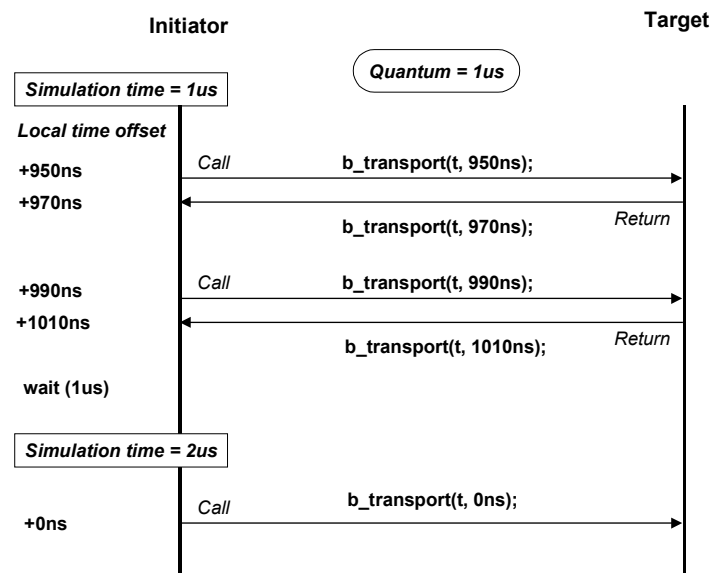 Initiator
Target
Quantum = 1us
Simulation time = 1us
Local time offset
+950ns
Call
b_transport(t, 950ns);
+970ns
b_transport(t, 970ns);
Return
+990ns
Call
b_transport(t, 990ns);
+1010ns
b_transport(t, 1010ns);
Return
wait (1us)
Simulation time = 2us
+0ns
Call
b_transport(t, 0ns);